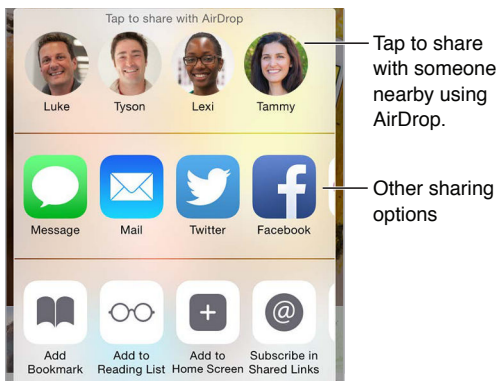 Tap to share with AirDrop
Luke Tyson Lexi Tammy
Tap to share
with someone
nearby using
AirDrop.
Message Mail Twitter Facebook
Other sharing
options
Add Add to Add to Subscribe in
Bookmark Reading List Home Screen Shared Links